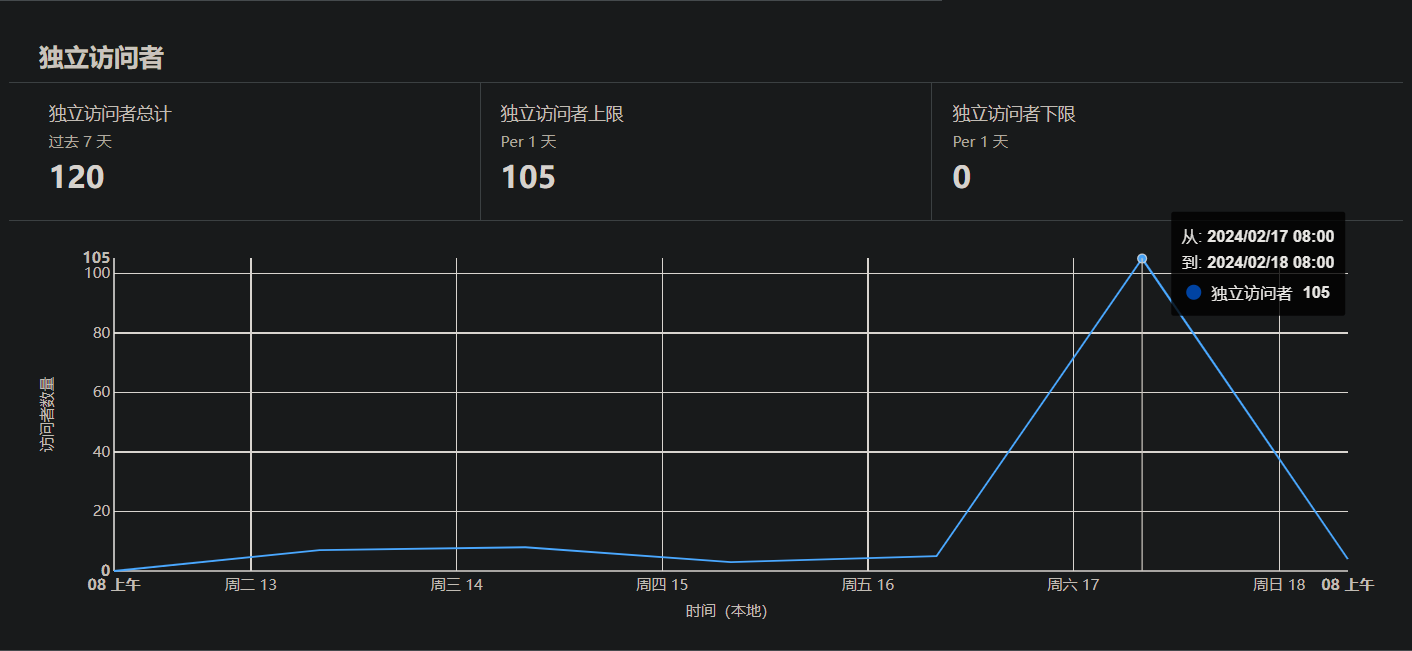 独立访问者
独立访问者总计
过去 7 天
120
独立访问者上限
Per 1 天
105
独立访问者下限
Per 1 天
0
从: 2024/02/17 08:00
到: 2024/02/18 08:00
独立访问者 105
105
100
80
60
40
20
0
访问者数量
08 上午 周二 13 周三 14 周四 15 周五 16 周六 17 周日 18 08 上午
时间（本地）